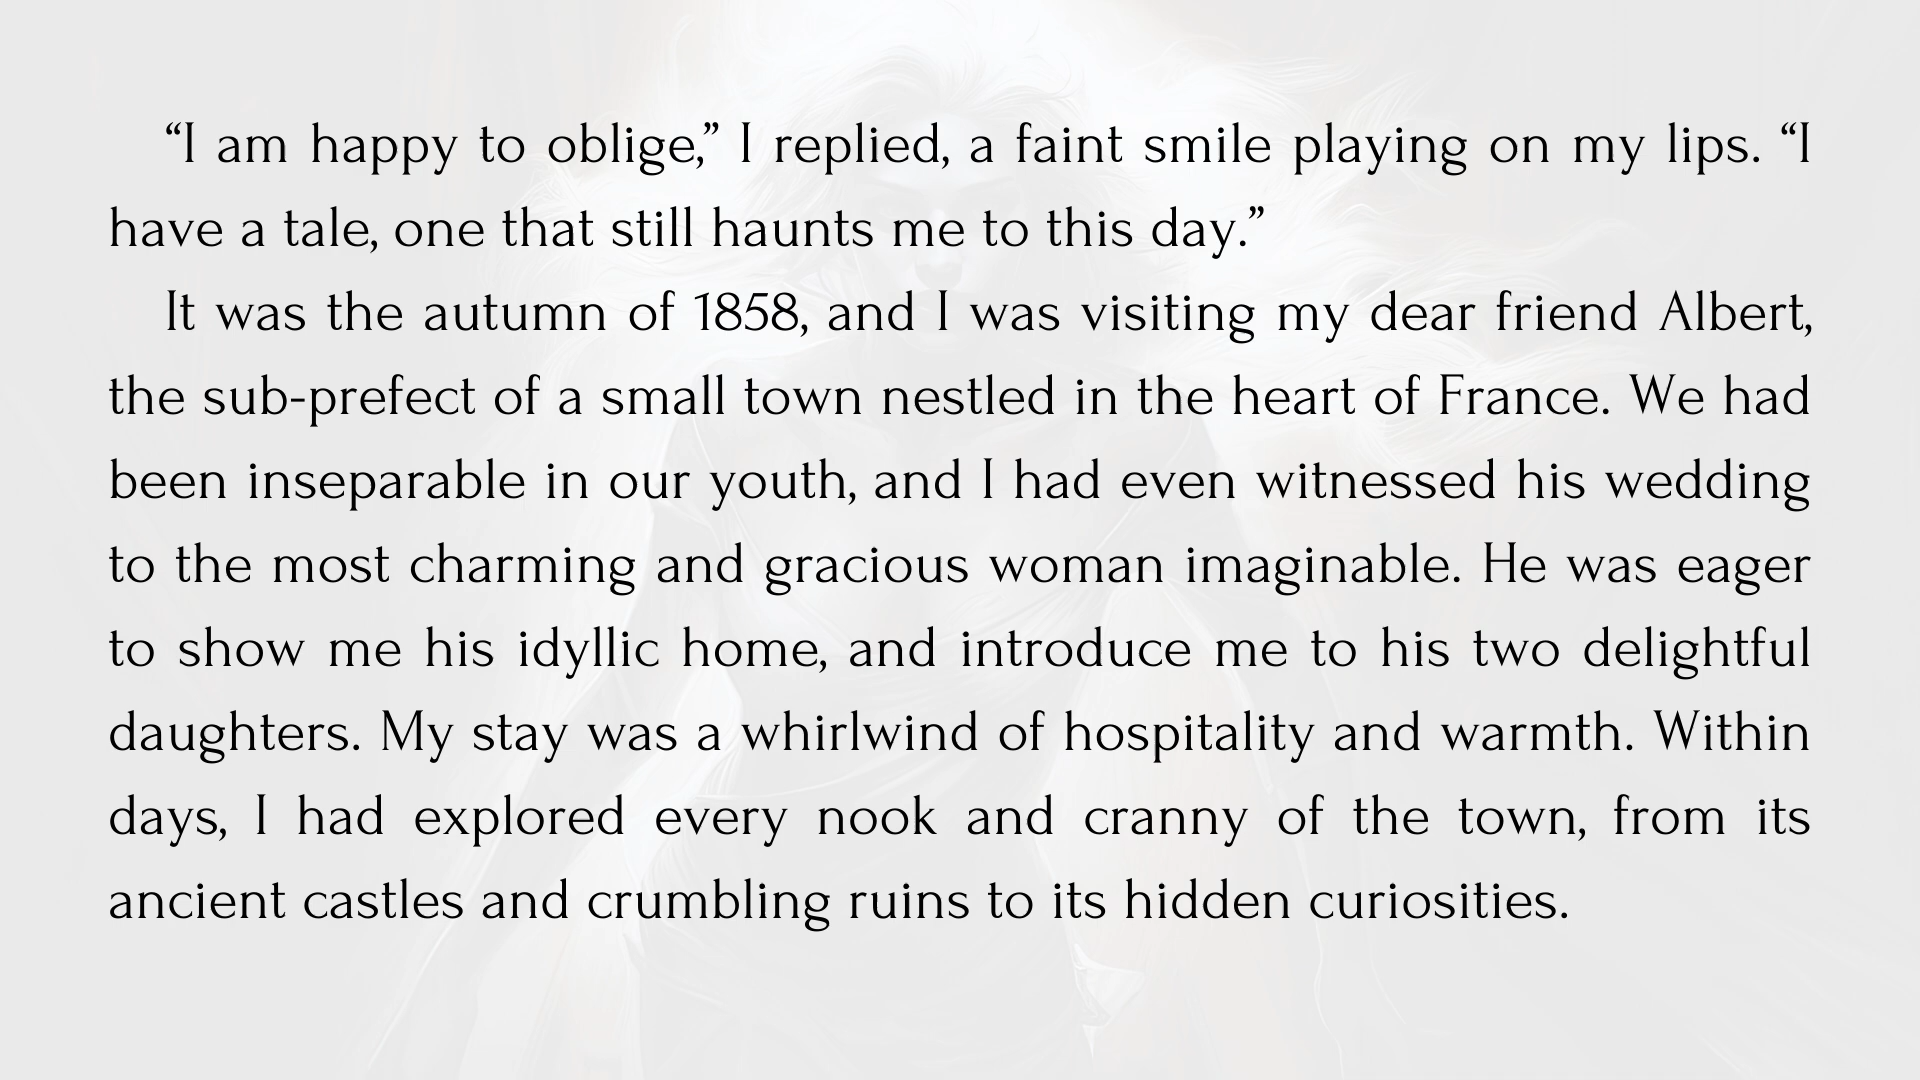 “I am happy to oblige,” I replied, a faint smile playing on my lips. “I
have a tale, one that still haunts me to this day.”
It was the autumn of 1858, and I was visiting my dear friend Albert,
the sub-prefect of a small town nestled in the heart of France. We had
been inseparable in our youth, and I had even witnessed his wedding
to the most charming and gracious woman imaginable. He was eager
to show me his idyllic home, and introduce me to his two delightful
daughters. My stay was a whirlwind of hospitality and warmth. Within
days, I had explored every nook and cranny of the town, from its
ancient castles and crumbling ruins to its hidden curiosities.